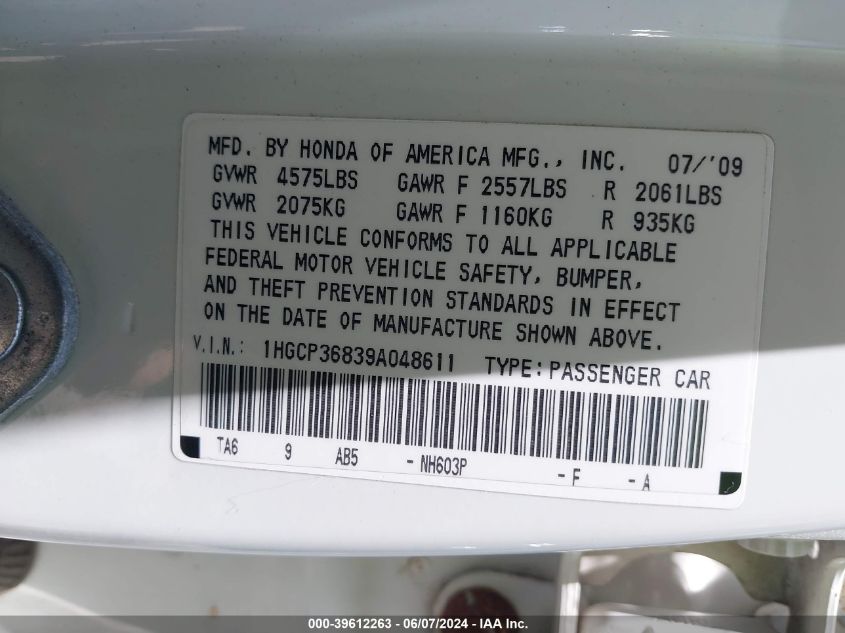 MFD. BY HONDA OF AMERICA MFG., INC. 07/'09
GVWR 4575LBS GAWR F 2557LBS R 2061LBS
GVWR 2075KG GAWR F 1160KG R 935KG
THIS VEHICLE CONFORMS TO ALL APPLICABLE
FEDERAL MOTOR VEHICLE SAFETY, BUMPER,
AND THEFT PREVENTION STANDARDS IN EFFECT
ON THE DATE OF MANUFACTURE SHOWN ABOVE.
V.I.N.: 1HGCP36839A048611 TYPE:PASSENGER CAR
TA6 9 AB5 -NH603P -F -A
000-39612263 - 06/07/2024 - IAA Inc.